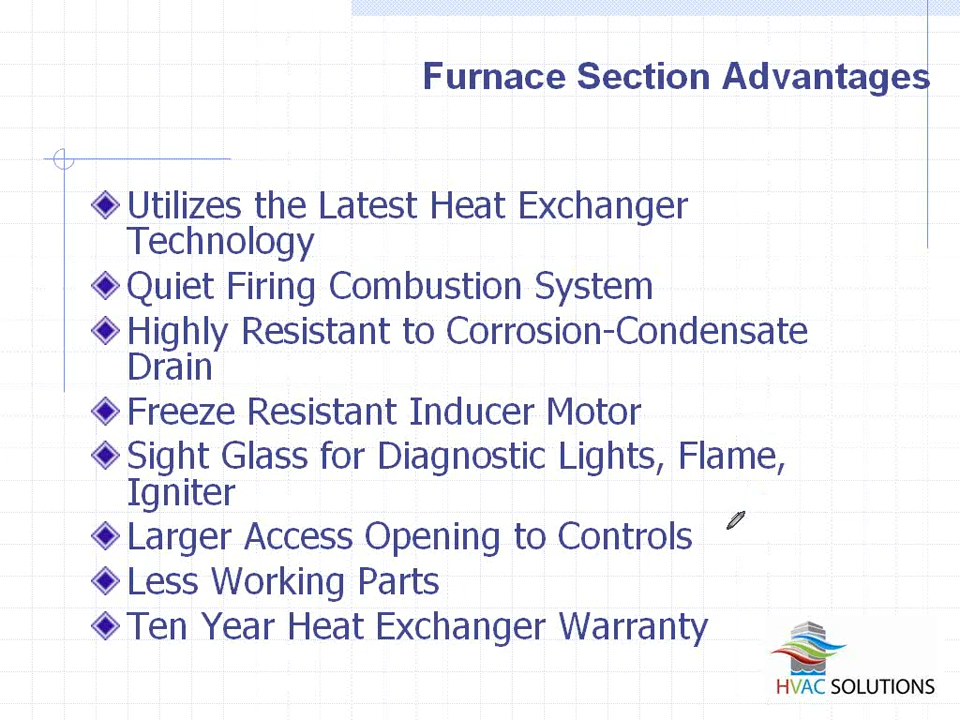 Furnace Section Advantages
Utilizes the Latest Heat Exchanger
Technology
Quiet Firing Combustion System
Highly Resistant to Corrosion-Condensate
Drain
Freeze Resistant Inducer Motor
Sight Glass for Diagnostic Lights, Flame,
Igniter
Larger Access Opening to Controls
Less Working Parts
Ten Year Heat Exchanger Warranty
HVAC SOLUTIONS